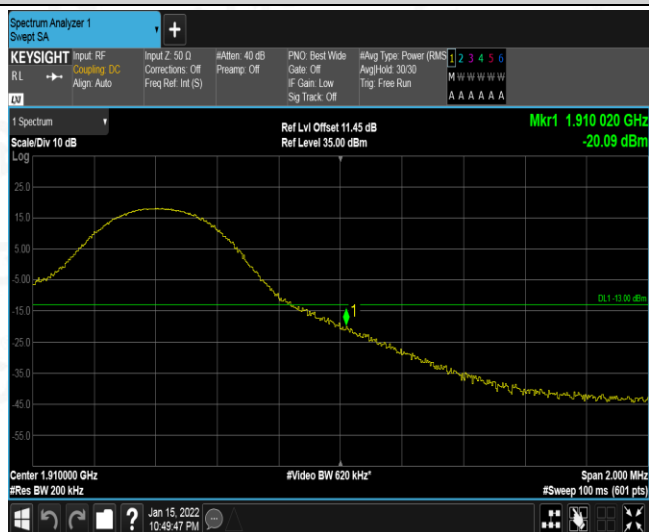 Spectrum Analyzer 1
Swept SA
KEYSIGHT
RL
LXI
Input: RF
Coupling: DC
Align: Auto
Input Z: 50 Ω
Corrections: Off
Freq Ref: Int (S)
#Atten: 40 dB
Preamp: Off
PNO: Best Wide
Gate: Off
IF Gain: Low
Sig Track: Off
#Avg Type: Power (RMS
Avg|Hold: 30/30
Trig: Free Run
1 2 3 4 5 6
M W W W W W
A A A A A A
1 Spectrum
Scale/Div 10 dB
Ref Lvl Offset 11.45 dB
Ref Level 35.00 dBm
Mkr1 1.910 020 GHz
-20.09 dBm
Log
25.0
15.0
5.00
-5.00
DL1 -13.00 dBm
1
-15.0
-25.0
-35.0
-45.0
-55.0
Center 1.910000 GHz
#Video BW 620 kHz*
Span 2.000 MHz
#Res BW 200 kHz
#Sweep 100 ms (601 pts)
?
Jan 15, 2022
10:49:47 PM